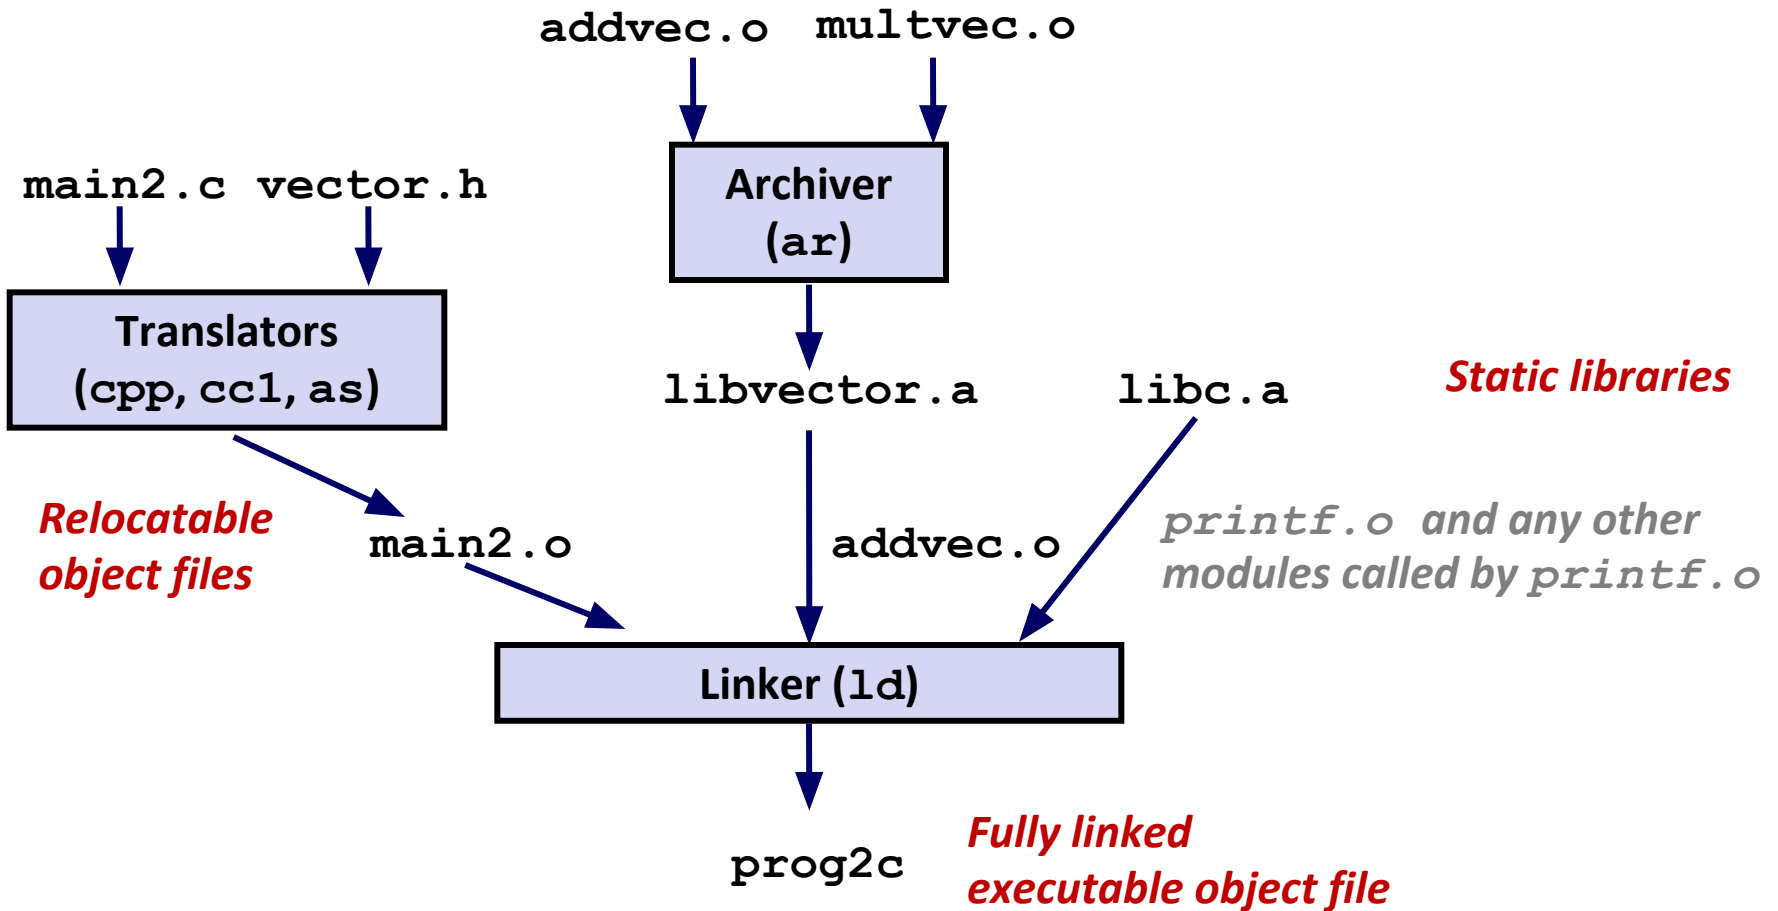 addvec.o multvec.o
main2.c vector.h
Archiver
(ar)
Translators
(cpp, cc1, as)
libvector.a libc.a
Static libraries
Relocatable
object files
main2.o
addvec.o
printf.o and any other
modules called by printf.o
Linker (ld)
prog2c
Fully linked
executable object file